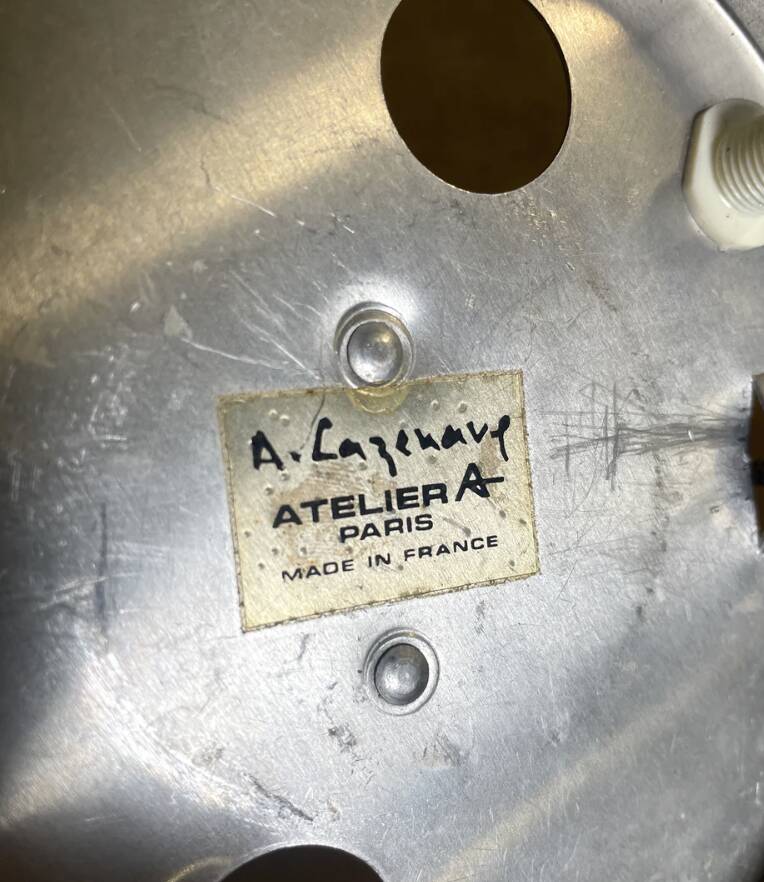 A. Cazenave
ATELIER A
PARIS
MADE IN FRANCE